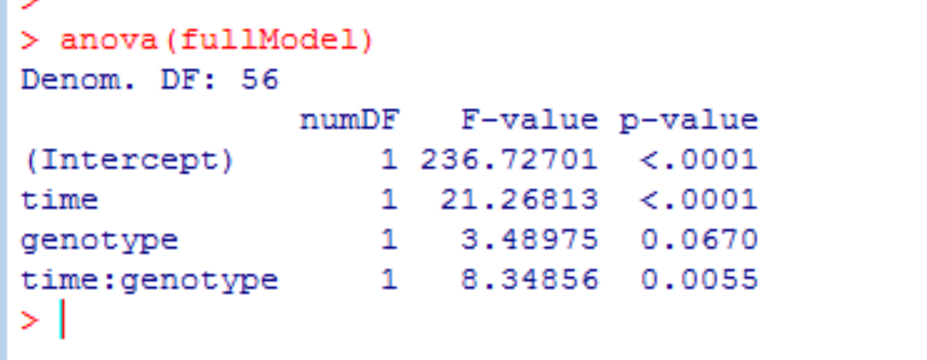 >
> anova(fullModel)
Denom. DF: 56
numDF F-value p-value
(Intercept) 1 236.72701 <.0001
time 1 21.26813 <.0001
genotype 1 3.48975 0.0670
time:genotype 1 8.34856 0.0055
>